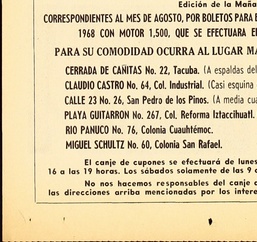 Edición de la Maña
CORRESPONDIENTES AL MES DE AGOSTO, POR BOLETOS PARA
1968 CON MOTOR 1,500, QUE SE EFECTUARA
PARA SU COMODIDAD OCURRA AL LUGAR
CERRADA DE CAÑITAS No. 22, Tacuba. (A espaldas del
CLAUDIO CASTRO No. 64, Col. Industrial. (Casi esquina
CALLE 23 No. 26, San Pedro de los Pinos. (A media
PLAYA GUITARRON No. 267, Col. Reforma Iztaccíhuatl.
RIO PANUCO No. 76, Colonia Cuauhtémoc.
MIGUEL SCHULTZ No. 60, Colonia San Rafael.
El canje de cupones se efectuará de lunes
16 a las 19 horas. Los sábados solamente de las 9
No nos hacemos responsables del canje
las direcciones arriba mencionadas por los